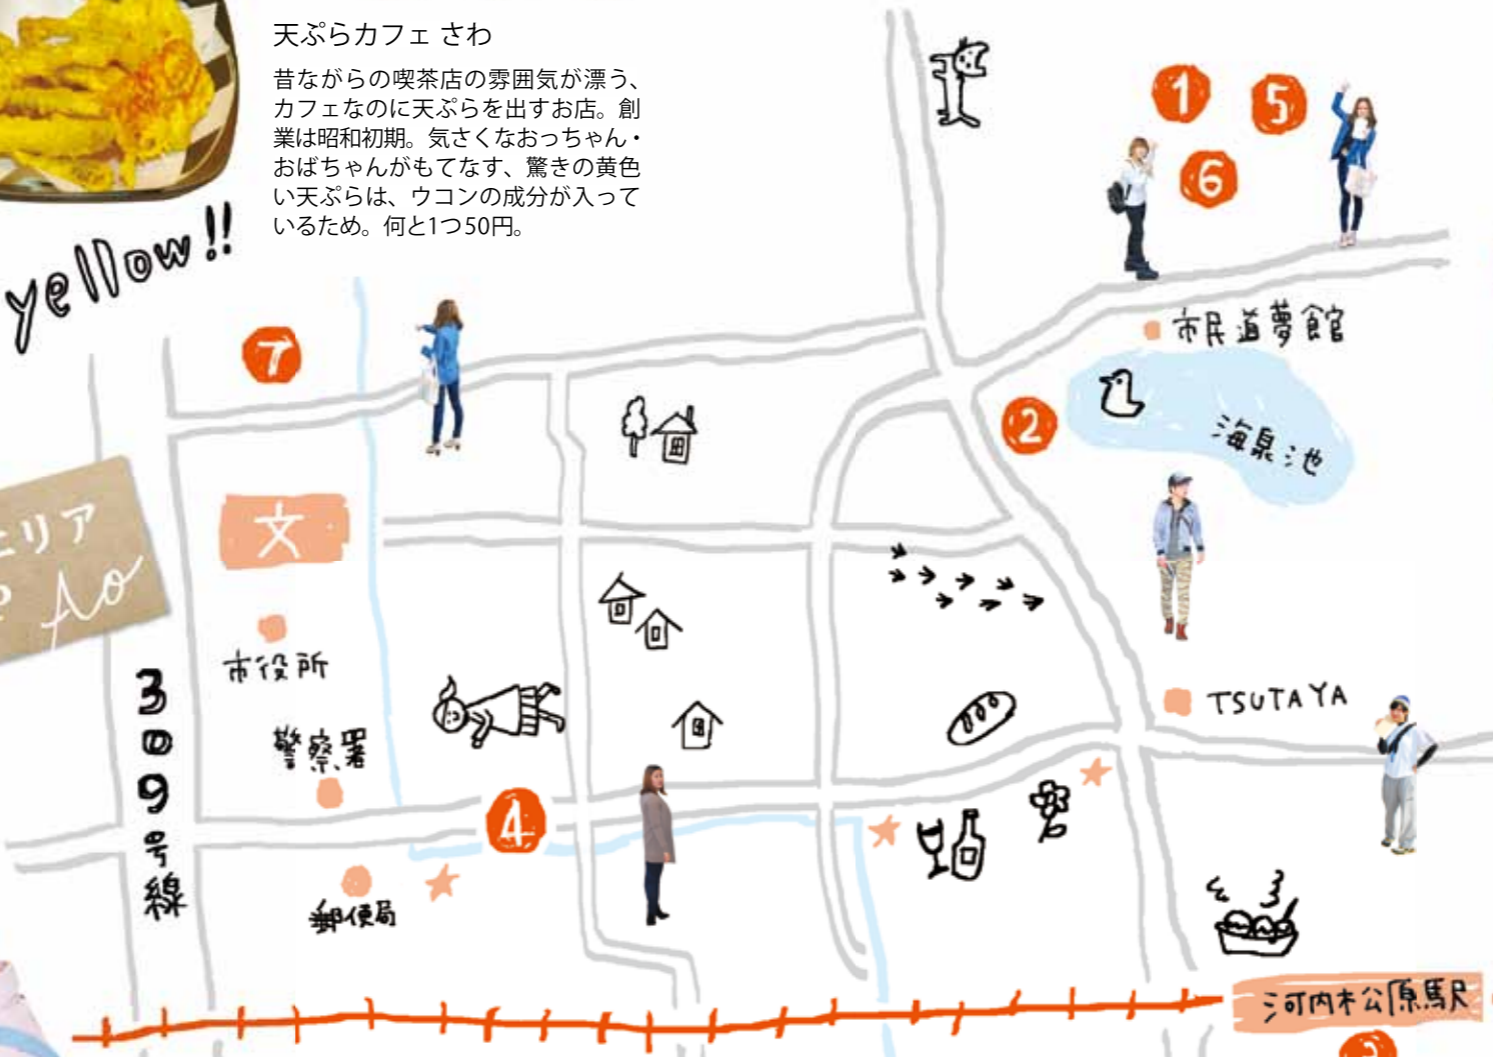 天ぷらカフェ さわ
昔ながらの喫茶店の雰囲気が漂う、
カフェなのに天ぷらを出すお店。創
業は昭和初期。気さくなおっちゃん・
おばちゃんがもてなす、驚きの黄色
い天ぷらは、ウコンの成分が入って
いるため。何と1つ50円。
yellow!!
1
5
6
市民道夢館
7
2
海泉池
エリア
Ao
文
市役所
309号線
警察署
TSUTAYA
4
郵便局
河内松原駅